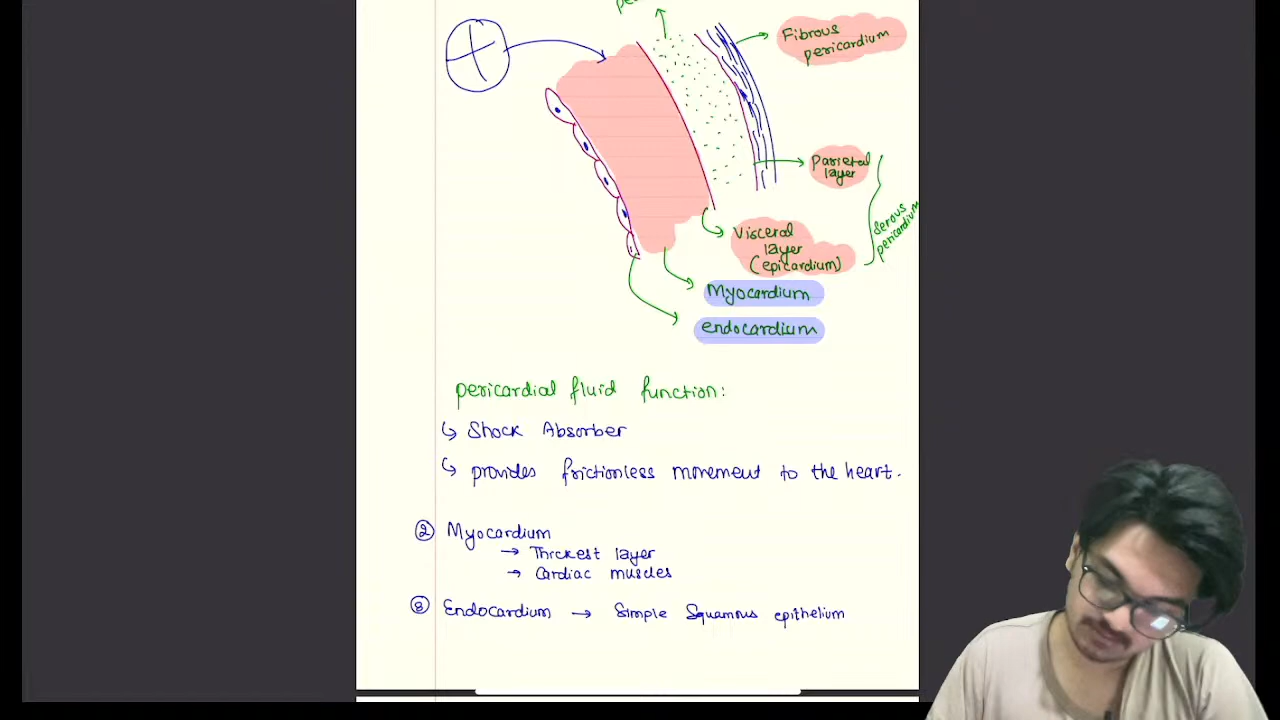 Fibrous
pericardium
Parietal
layer
Serous
pericardium
Visceral
layer
(epicardium)
Myocardium
endocardium
pericardial fluid function:
Shock Absorber
provides frictionless movement to the heart.
② Myocardium
→ Thickest layer
→ Cardiac muscles
③ Endocardium → Simple Squamous epithelium